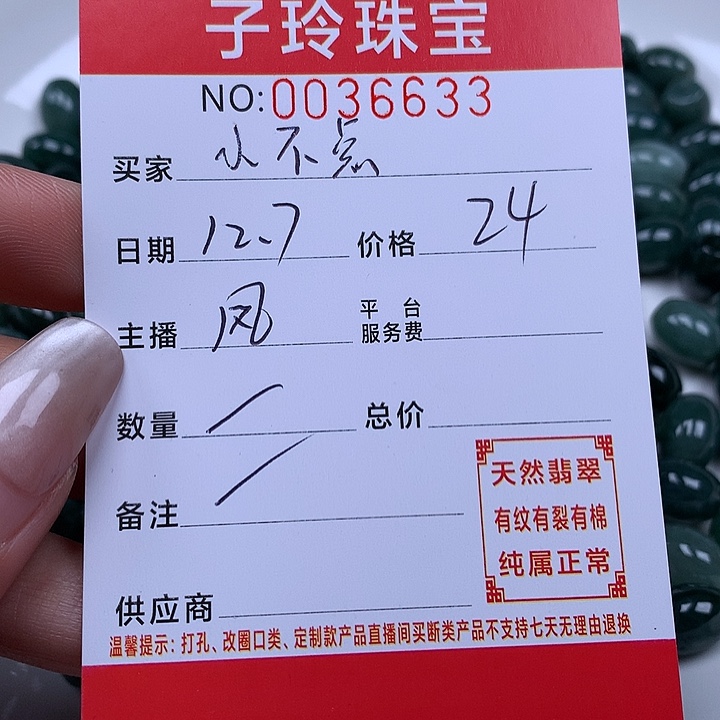 子玲珠宝
NO:0036633
买家 小不点
日期 12.7 价格 24
主播 风 平台服务费
数量 一 总价
备注
天然翡翠
有纹有裂有棉
纯属正常
供应商
温馨提示：打孔、改圈口类、定制款产品直播间买断类产品不支持七天无理由退换